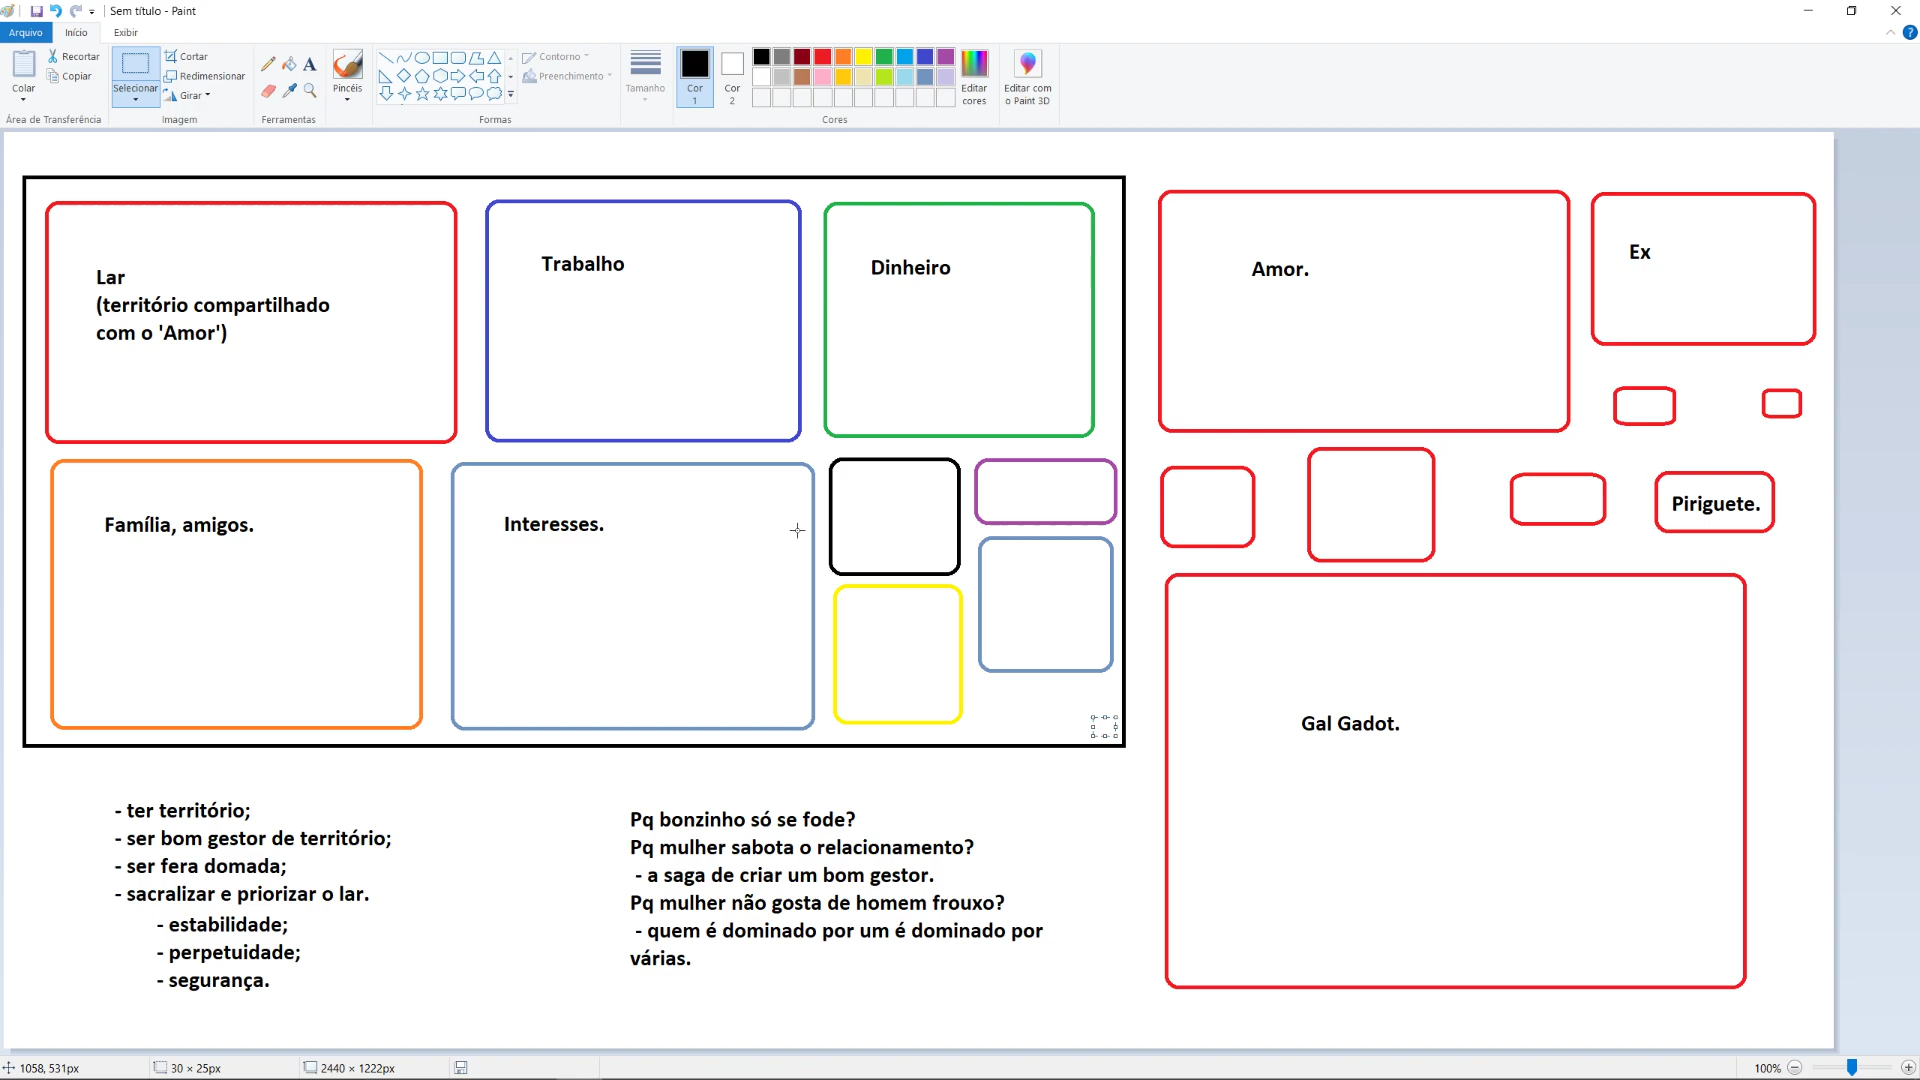 Sem título - Paint
Arquivo
Início
Exibir
Colar
Recortar
Copiar
Área de Transferência
Selecionar
Cortar
Redimensionar
Girar
Imagem
Ferramentas
Pincéis
Contorno
Preenchimento
Formas
Tamanho
Cor
1
Cor
2
Cores
Editar
cores
Editar com
o Paint 3D
Lar
(território compartilhado
com o 'Amor')
Trabalho
Dinheiro
Família, amigos.
Interesses.
Amor.
Ex
Piriguete.
Gal Gadot.
- ter território;
- ser bom gestor de território;
- ser fera domada;
- sacralizar e priorizar o lar.
- estabilidade;
- perpetuidade;
- segurança.
Pq bonzinho só se fode?
Pq mulher sabota o relacionamento?
- a saga de criar um bom gestor.
Pq mulher não gosta de homem frouxo?
- quem é dominado por um é dominado por
várias.
1058, 531px
30 × 25px
2440 × 1222px
100%